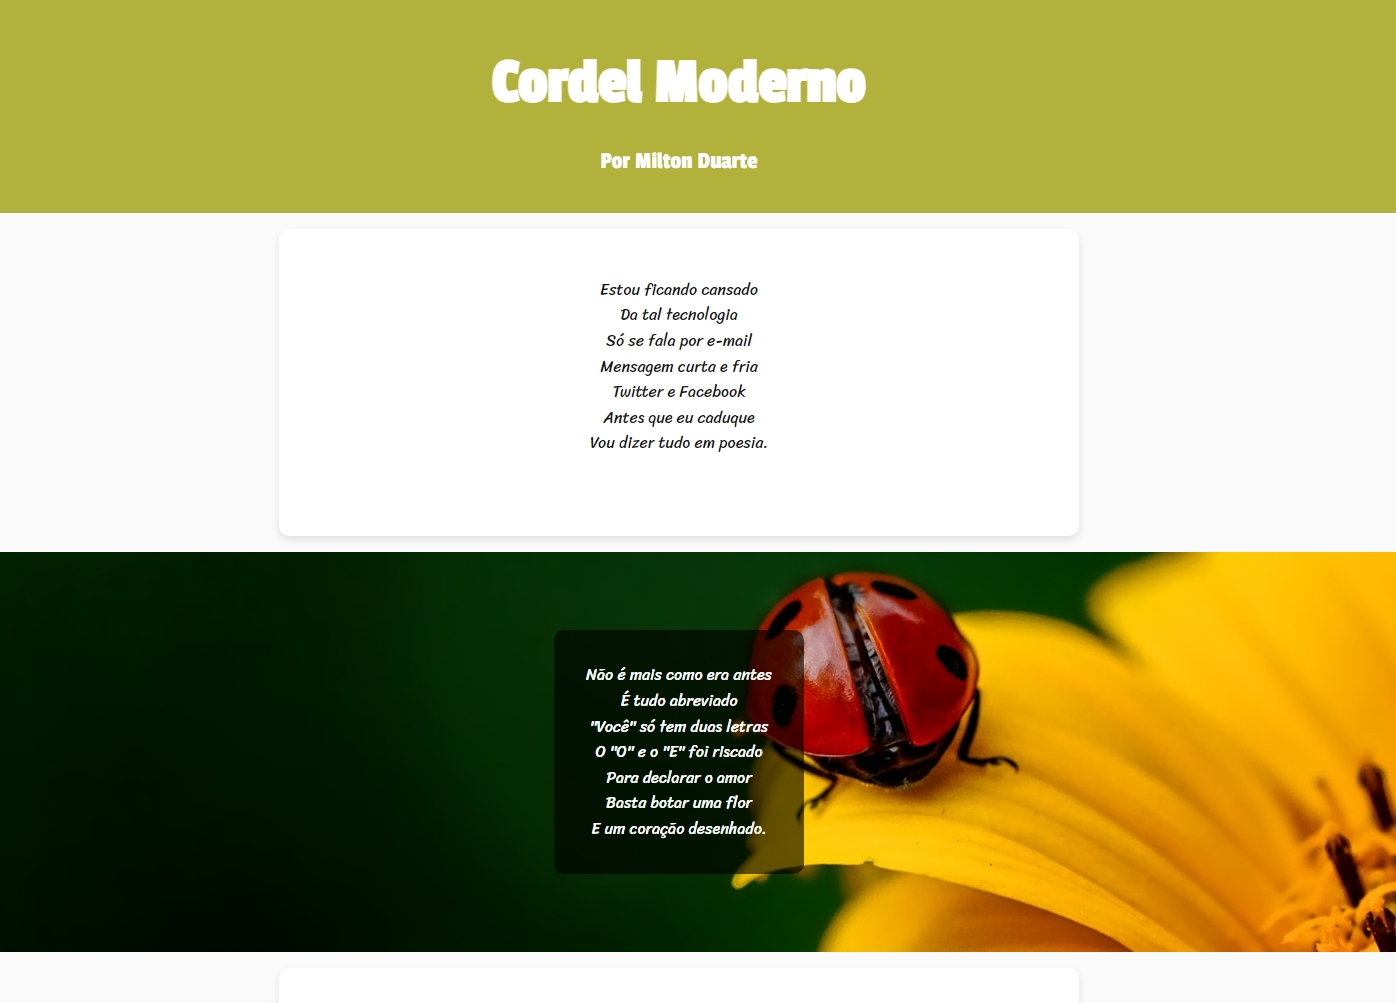 Cordel Moderno
Por Milton Duarte
Estou ficando cansado
Da tal tecnologia
Só se fala por e-mail
Mensagem curta e fria
Twitter e Facebook
Antes que eu caduque
Vou dizer tudo em poesia.
Não é mais como era antes
É tudo abreviado
"Você" só tem duas letras
O "O" e o "E" foi riscado
Para declarar o amor
Basta botar uma flor
E um coração desenhado.